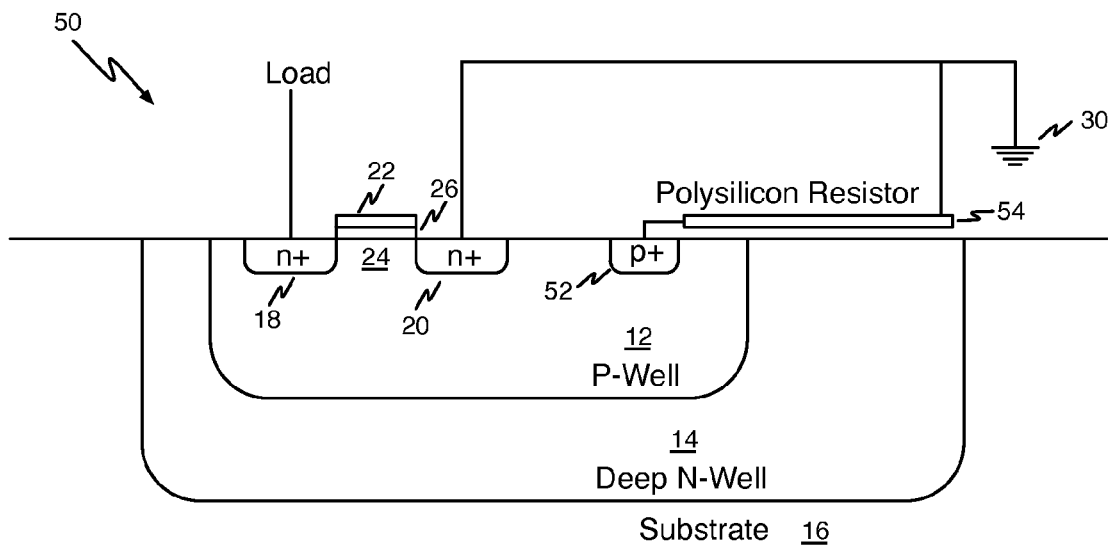 50
Load
30
22
26
Polysilicon Resistor
54
n+
24
n+
p+
52
18
20
12
P-Well
14
Deep N-Well
Substrate 16